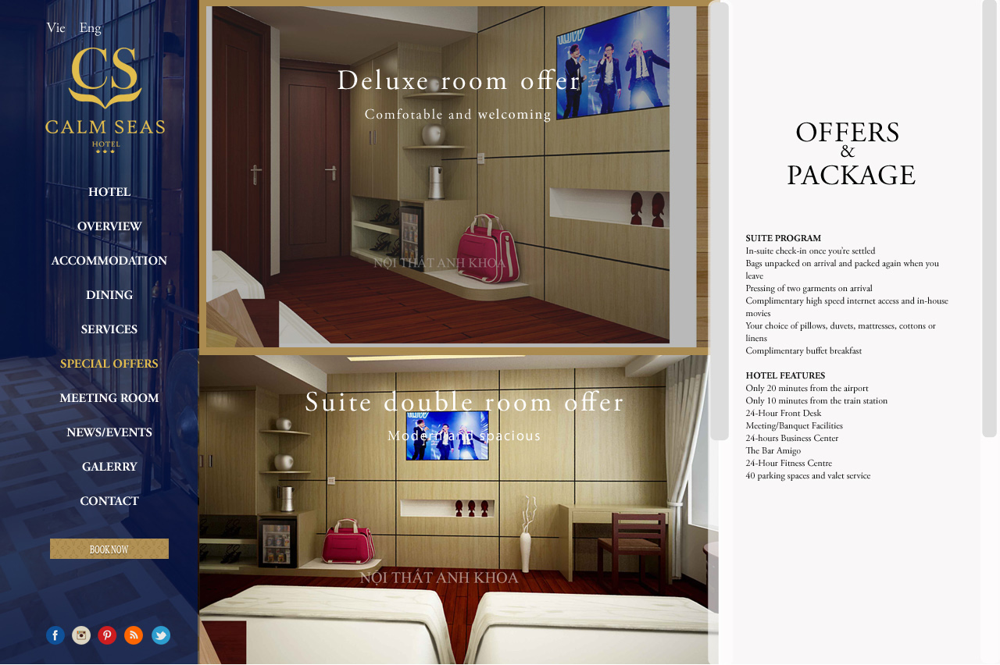 Vie Eng
CS
CALM SEAS
HOTEL
HOTEL
OVERVIEW
ACCOMMODATION
DINING
SERVICES
SPECIAL OFFERS
MEETING ROOM
NEWS/EVENTS
GALERRY
CONTACT
BOOK NOW
Deluxe room offer
Comfotable and welcoming
NỘI THẤT ANH KHOA
Suite double room offer
Modern and spacious
NỘI THẤT ANH KHOA
OFFERS
&
PACKAGE
SUITE PROGRAM
In-suite check-in once you're settled
Bags unpacked on arrival and packed again when you
leave
Pressing of two garments on arrival
Complimentary high speed internet access and in-house
movies
Your choice of pillows, duvets, mattresses, cottons or
linens
Complimentary buffet breakfast
HOTEL FEATURES
Only 20 minutes from the airport
Only 10 minutes from the train station
24-Hour Front Desk
Meeting/Banquet Facilities
24-hours Business Center
The Bar Amigo
24-Hour Fitness Centre
40 parking spaces and valet service